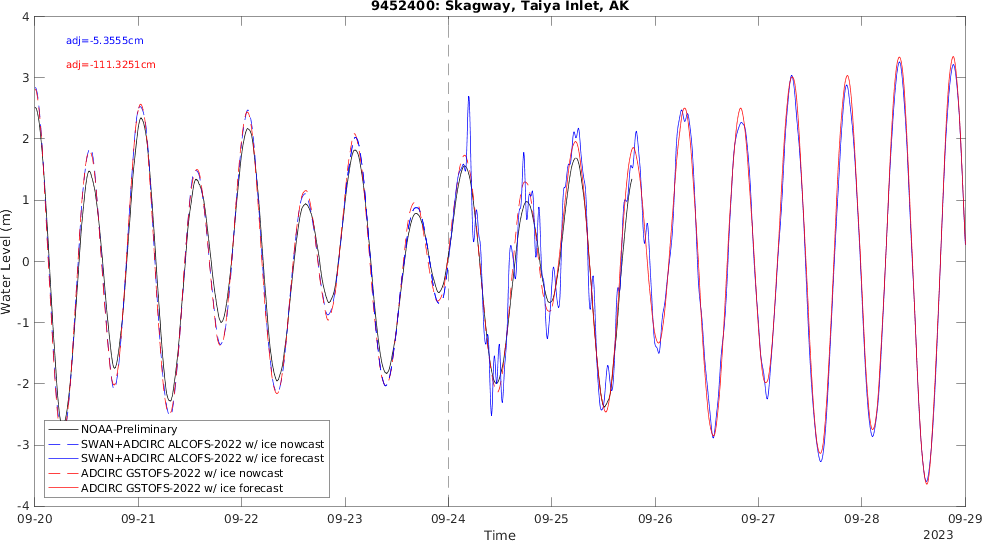 9452400: Skagway, Taiya Inlet, AK
adj=-5.3555cm
adj=-111.3251cm
4
3
2
1
0
-1
-2
-3
-4
Water Level (m)
NOAA-Preliminary
SWAN+ADCIRC ALCOFS-2022 w/ ice nowcast
SWAN+ADCIRC ALCOFS-2022 w/ ice forecast
ADCIRC GSTOFS-2022 w/ ice nowcast
ADCIRC GSTOFS-2022 w/ ice forecast
09-20 09-21 09-22 09-23 09-24 09-25 09-26 09-27 09-28 09-29
Time
2023